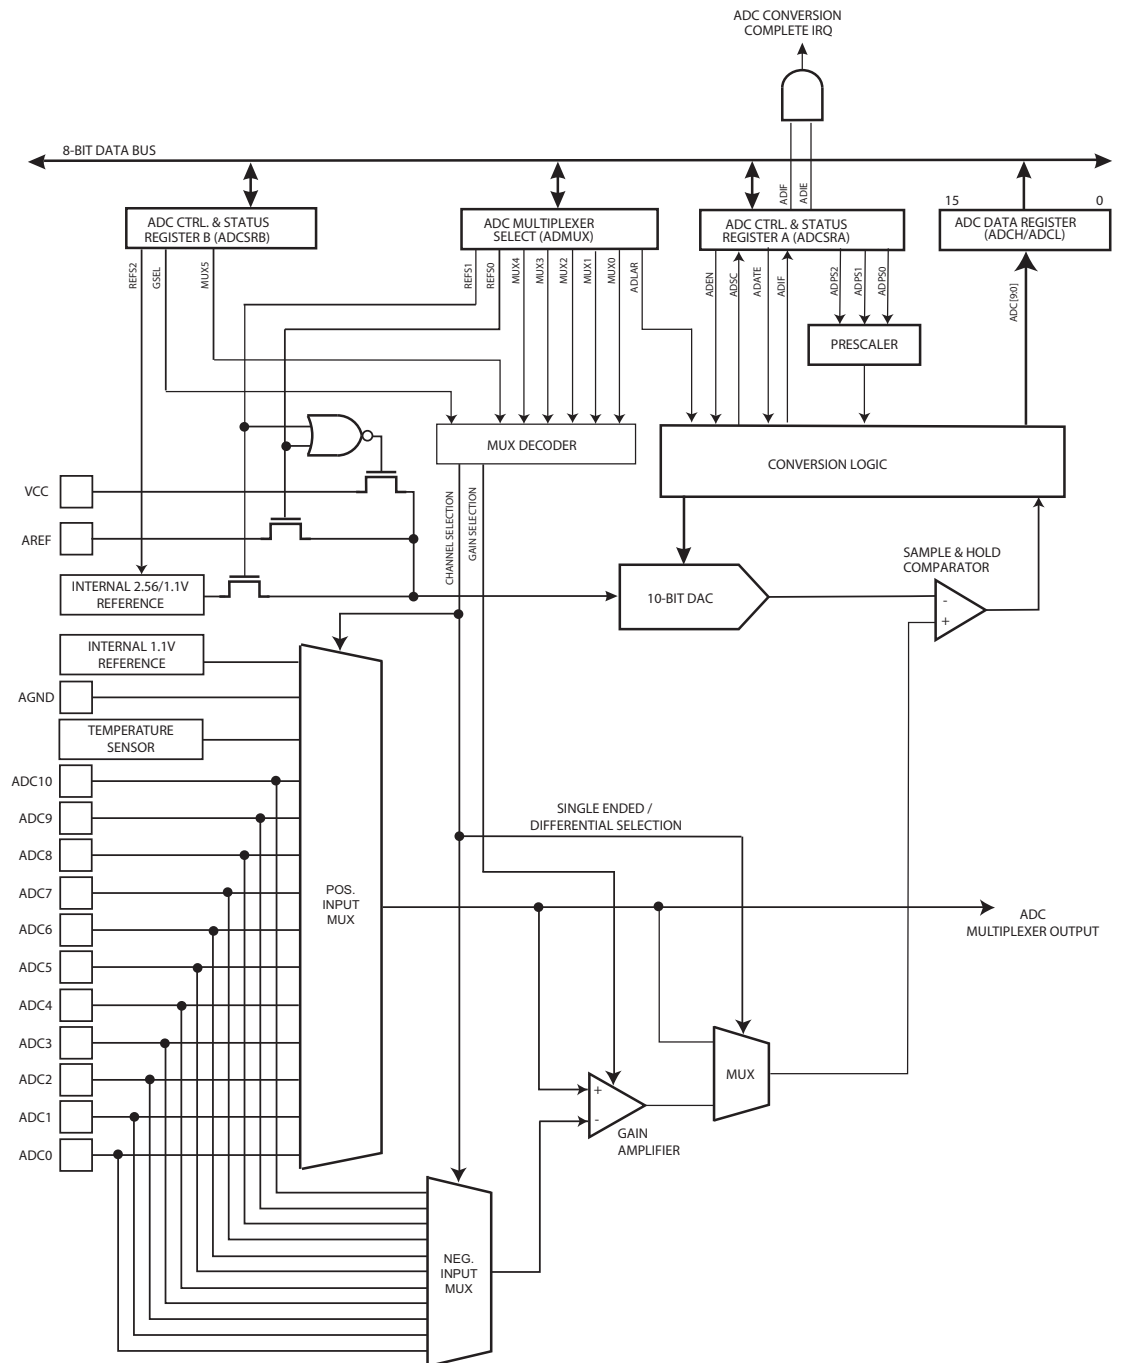 ADC CONVERSION
COMPLETE IRQ
8-BIT DATA BUS
ADIF
ADIE
15
0
ADC CTRL. & STATUS
REGISTER B (ADCSRB)
ADC MULTIPLEXER
SELECT (ADMUX)
ADC CTRL. & STATUS
REGISTER A (ADCSRA)
ADC DATA REGISTER
(ADCH/ADCL)
REFS2
GSEL
MUX5
REFS1
REFS0
MUX4
MUX3
MUX2
MUX1
MUX0
ADLAR
ADEN
ADSC
ADATE
ADIF
ADPS2
ADPS1
ADPS0
ADC[9:0]
PRESCALER
MUX DECODER
CONVERSION LOGIC
VCC
AREF
CHANNEL SELECTION
GAIN SELECTION
INTERNAL 2.56/1.1V
REFERENCE
10-BIT DAC
SAMPLE & HOLD
COMPARATOR
-
+
INTERNAL 1.1V
REFERENCE
AGND
TEMPERATURE
SENSOR
ADC10
ADC9
ADC8
ADC7
ADC6
ADC5
ADC4
ADC3
ADC2
ADC1
ADC0
SINGLE ENDED /
DIFFERENTIAL SELECTION
POS.
INPUT
MUX
ADC
MULTIPLEXER OUTPUT
MUX
+
-
GAIN
AMPLIFIER
NEG.
INPUT
MUX